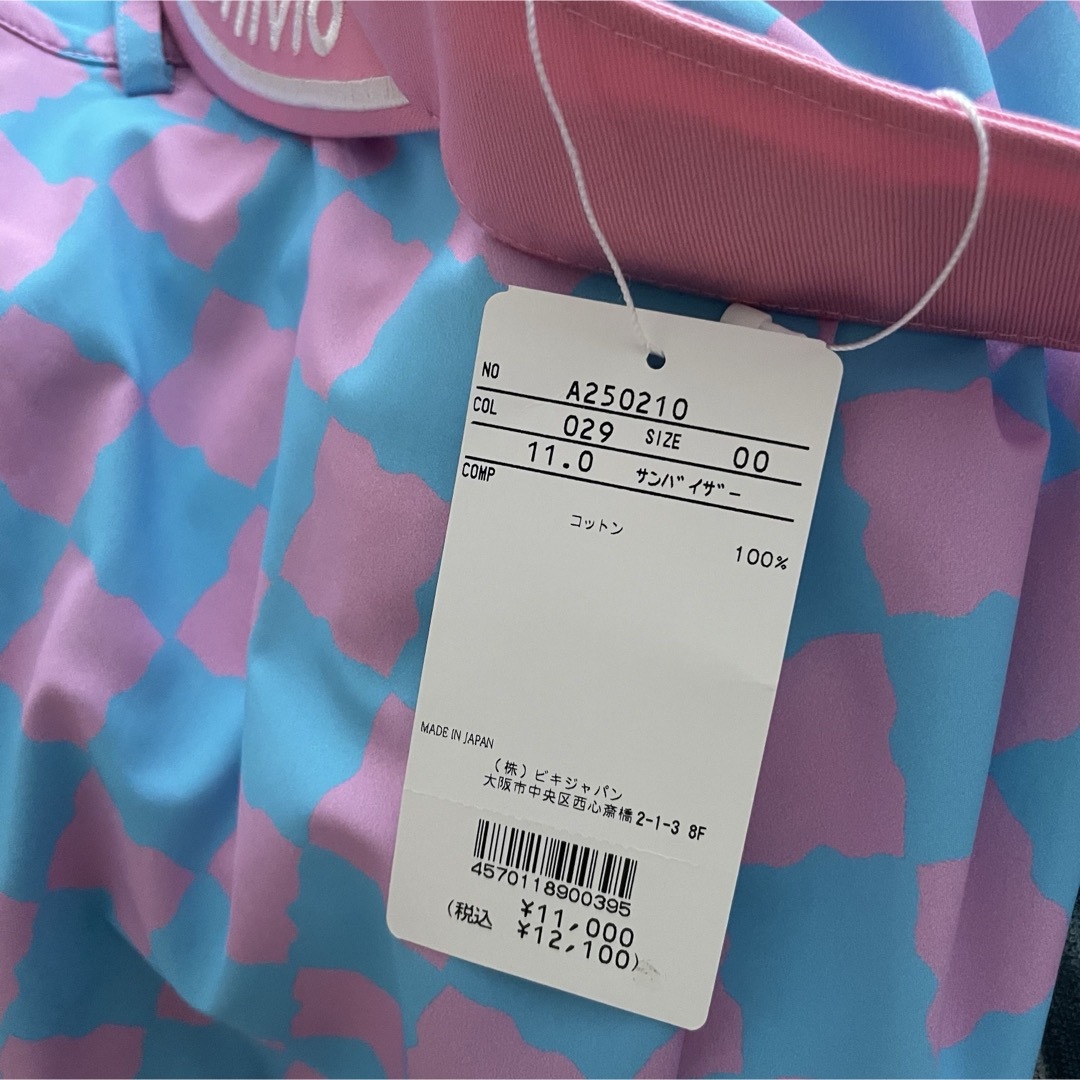 NO A250210
COL 029 SIZE 00
11.0 サンバイザー
COMP
コットン
100%
MADE IN JAPAN
(株)ビキジャパン
大阪市中央区西心斎橋2-1-3 8F
4570118900395
¥11,000
(税込 ¥12,100)